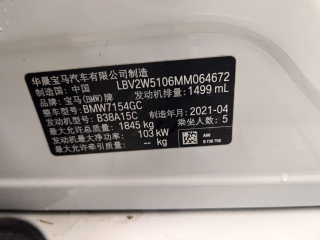 华晨宝马汽车有限公司制造
制造国: 中国 LBV2W5106MM064672
品牌: 宝马(BMW)牌 发动机排量: 1499 mL
整车型号: BMW7154GC
发动机型号: B38A15C 制造年月: 2021-04
最大允许总质量: 1845 kg 乘坐人数: 5
发动机最大净功率: 103 kW
最大允许牵引质量: -- kg